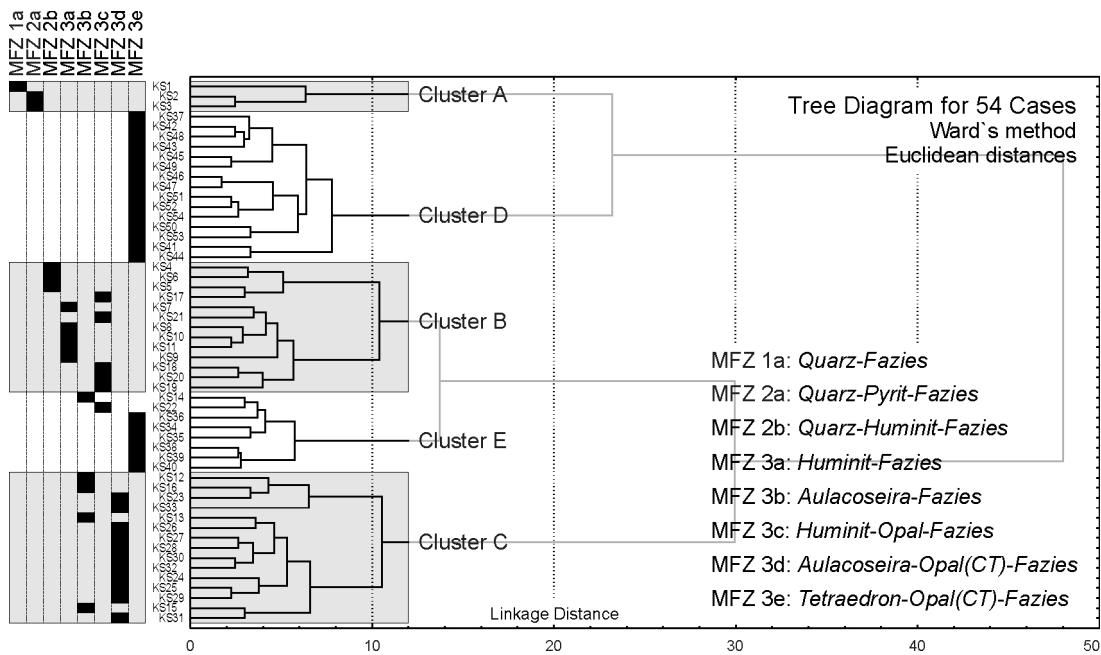 MFZ 1a
MFZ 2a
MFZ 2b
MFZ 3a
MFZ 3b
MFZ 3c
MFZ 3d
MFZ 3e
KS1
KS2
KS3
KS37
KS42
KS48
KS43
KS45
KS49
KS46
KS47
KS51
KS52
KS54
KS50
KS53
KS41
KS44
KS4
KS6
KS5
KS17
KS7
KS21
KS8
KS10
KS11
KS9
KS18
KS20
KS19
KS14
KS22
KS36
KS34
KS35
KS38
KS39
KS40
KS12
KS16
KS23
KS33
KS13
KS26
KS27
KS28
KS30
KS32
KS24
KS25
KS29
KS15
KS31
Cluster A
Cluster D
Cluster B
Cluster E
Cluster C
Tree Diagram for 54 Cases
Ward`s method
Euclidean distances
MFZ 1a: Quarz-Fazies
MFZ 2a: Quarz-Pyrit-Fazies
MFZ 2b: Quarz-Huminit-Fazies
MFZ 3a: Huminit-Fazies
MFZ 3b: Aulacoseira-Fazies
MFZ 3c: Huminit-Opal-Fazies
MFZ 3d: Aulacoseira-Opal(CT)-Fazies
MFZ 3e: Tetraedron-Opal(CT)-Fazies
Linkage Distance
0 10 20 30 40 50